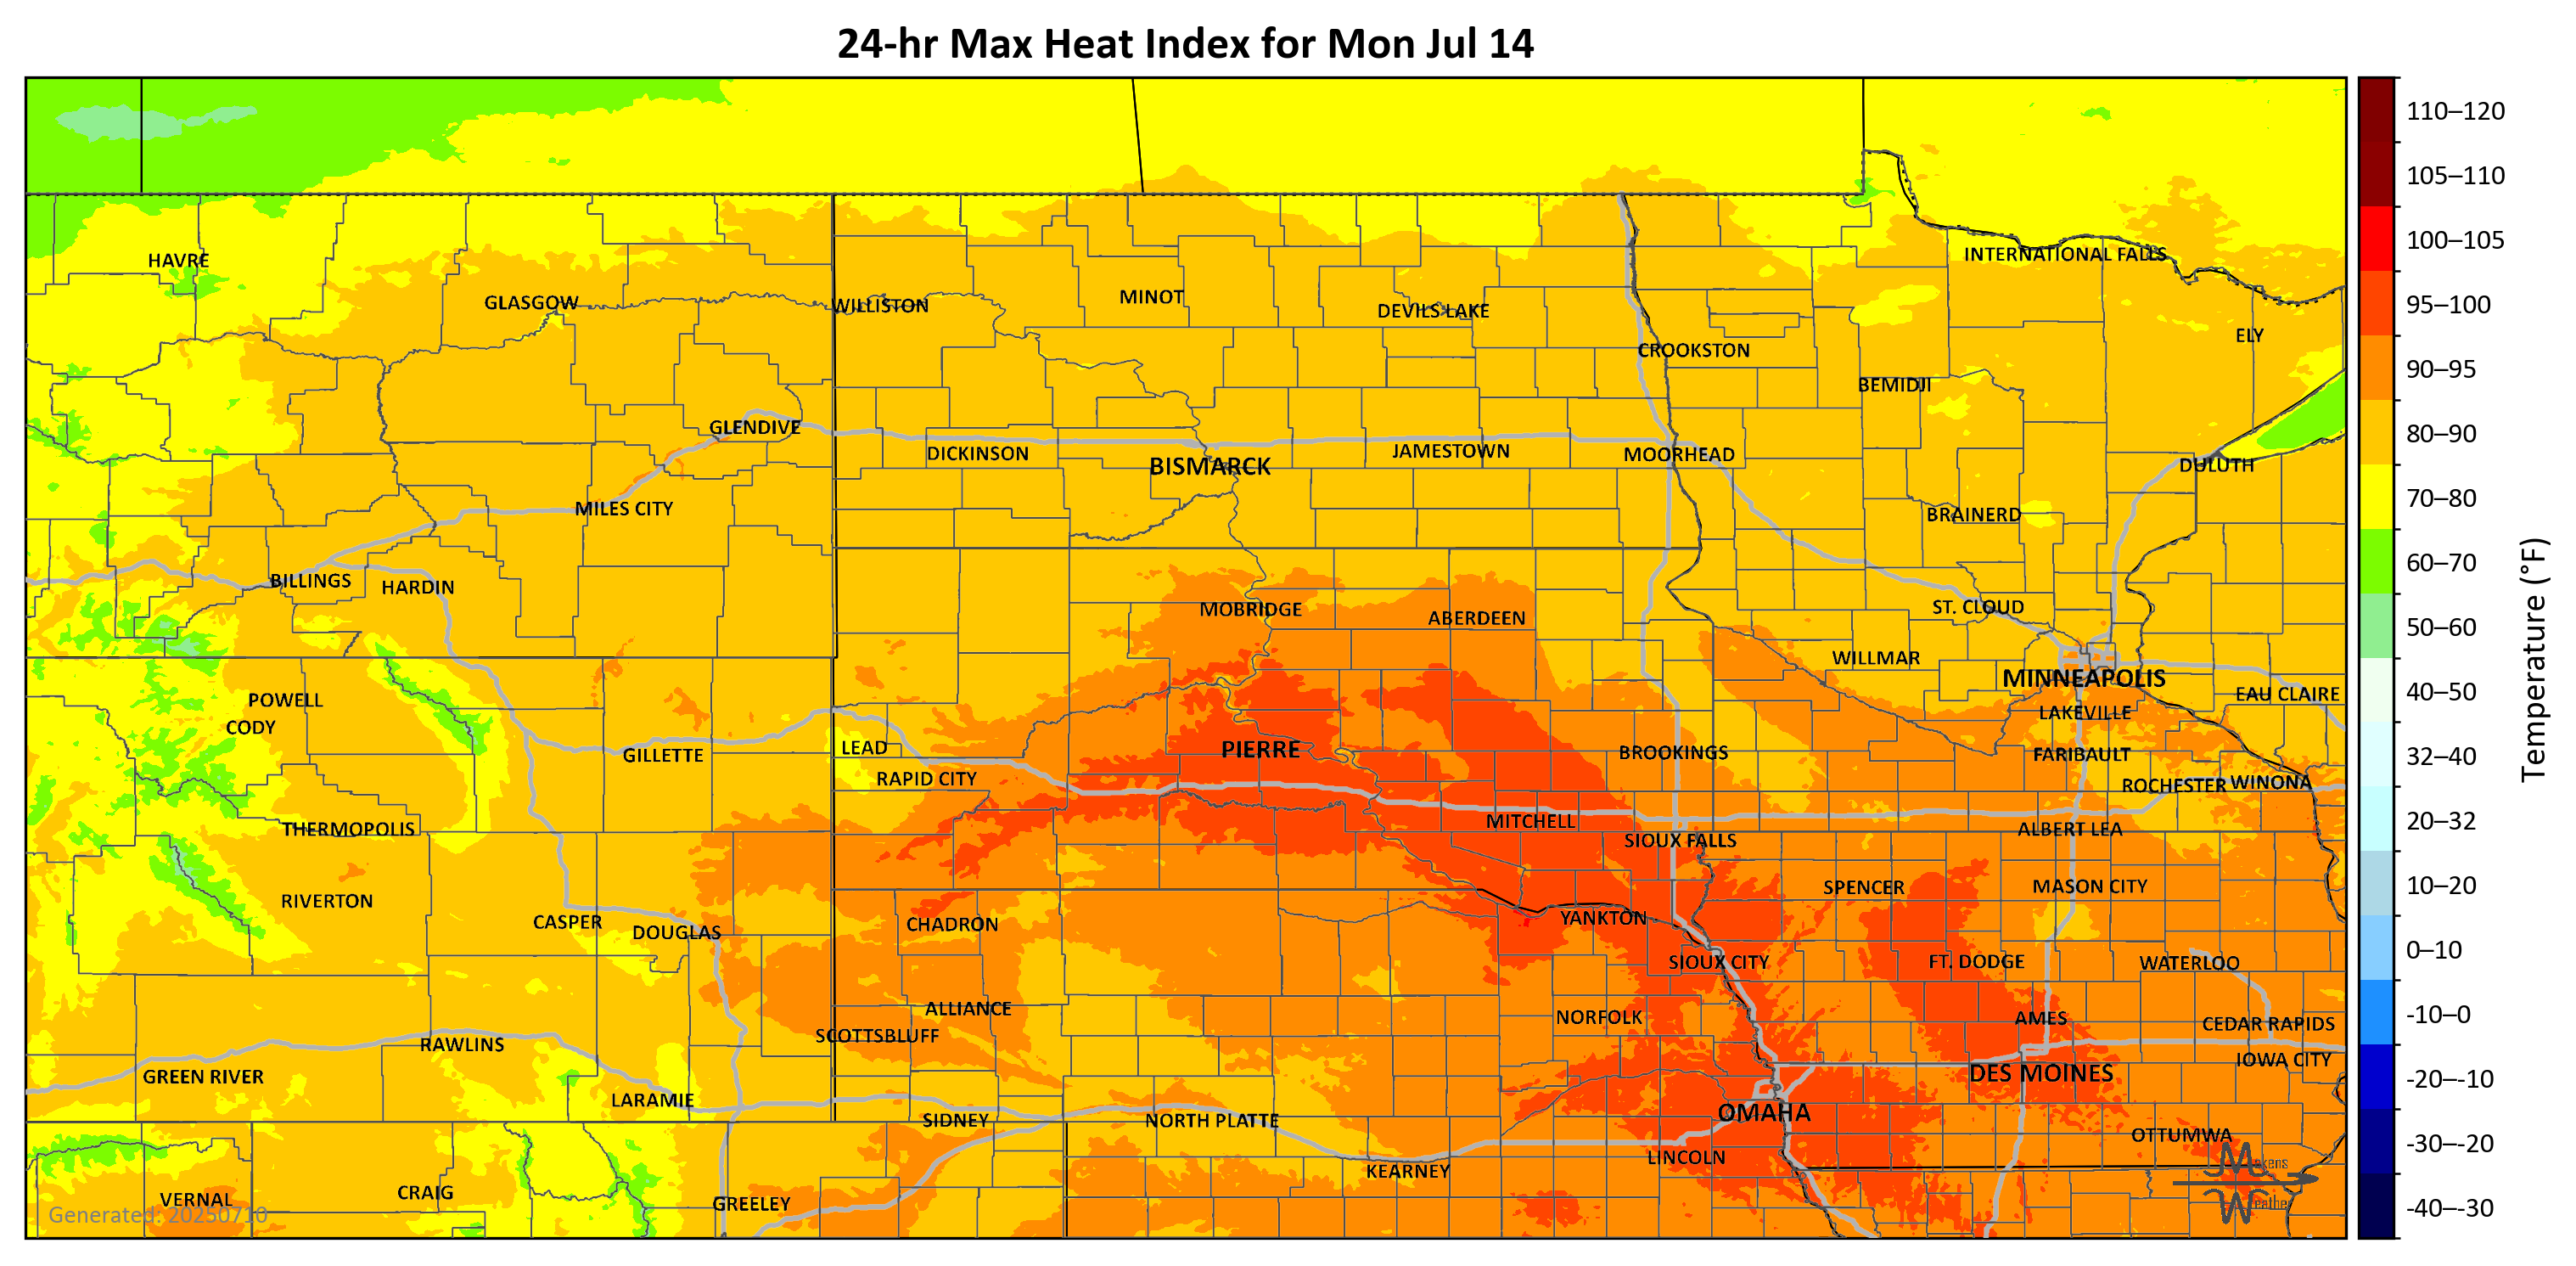 24-hr Max Heat Index for Mon Jul 14
HAVRE
GLASGOW
WILLISTON
MINOT
DEVILS LAKE
INTERNATIONAL FALLS
ELY
CROOKSTON
BEMIDJI
GLENDIVE
DICKINSON
BISMARCK
JAMESTOWN
MOORHEAD
DULUTH
MILES CITY
BRAINERD
BILLINGS
HARDIN
MOBRIDGE
ABERDEEN
ST. CLOUD
WILLMAR
MINNEAPOLIS
EAU CLAIRE
POWELL
CODY
LAKEVILLE
GILLETTE
LEAD
PIERRE
BROOKINGS
FARIBAULT
RAPID CITY
ROCHESTER
WINONA
THERMOPOLIS
MITCHELL
SIOUX FALLS
ALBERT LEA
RIVERTON
SPENCER
MASON CITY
CASPER
DOUGLAS
CHADRON
YANKTON
SIOUX CITY
FT. DODGE
WATERLOO
ALLIANCE
NORFOLK
AMES
CEDAR RAPIDS
SCOTTSBLUFF
RAWLINS
IOWA CITY
GREEN RIVER
DES MOINES
LARAMIE
OMAHA
SIDNEY
NORTH PLATTE
OTTUMWA
LINCOLN
KEARNEY
VERNAL
CRAIG
GREELEY
Generated: 20250710
Makens
Weather
110–120
105–110
100–105
95–100
90–95
80–90
70–80
60–70
50–60
40–50
32–40
20–32
10–20
0–10
-10–0
-20–-10
-30–-20
-40–-30
Temperature (°F)